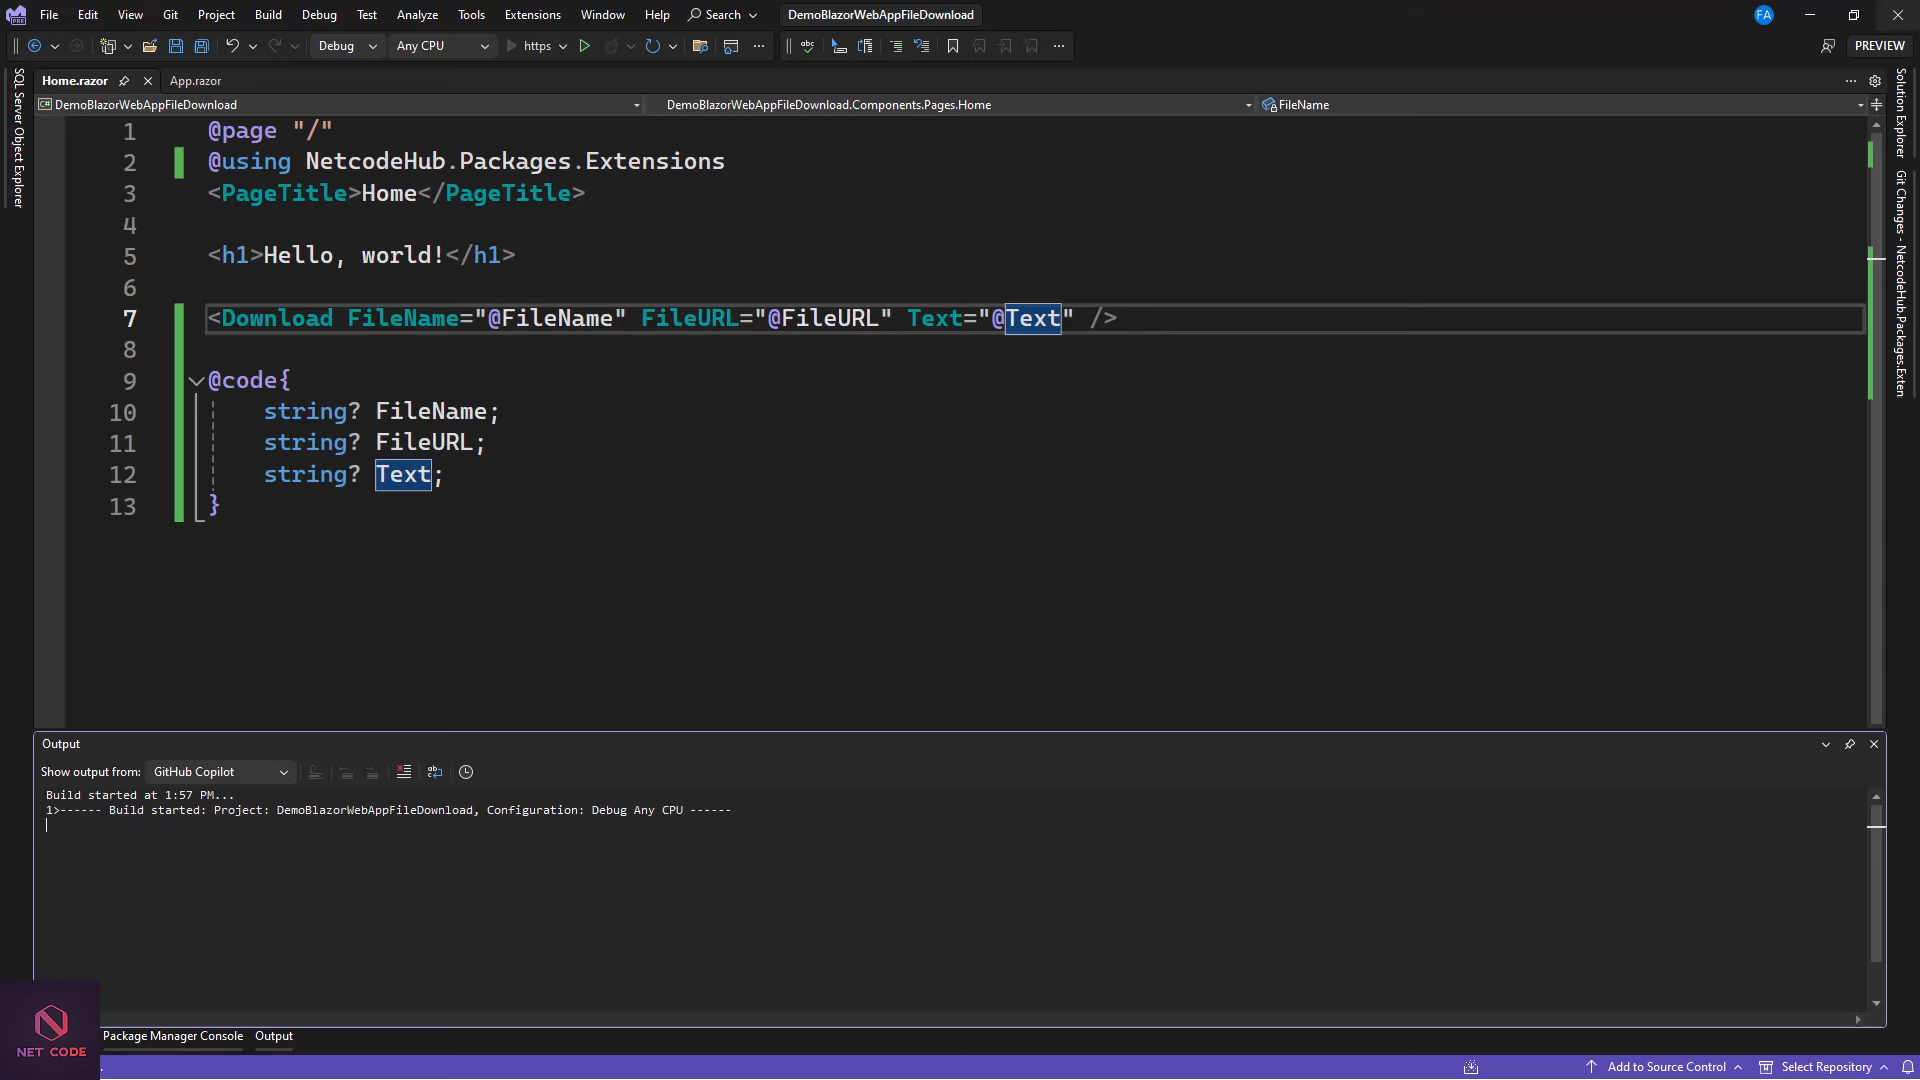 File Edit View Git Project Build Debug Test Analyze Tools Extensions Window Help Search DemoBlazorWebAppFileDownload FA
Debug Any CPU https PREVIEW
Home.razor App.razor
DemoBlazorWebAppFileDownload DemoBlazorWebAppFileDownload.Components.Pages.Home FileName
SQL Server Object Explorer
1 @page "/"
2 @using NetcodeHub.Packages.Extensions
3 <PageTitle>Home</PageTitle>
4
5 <h1>Hello, world!</h1>
6
7 <Download FileName="@FileName" FileURL="@FileURL" Text="@Text" />
8
9 @code{
10 string? FileName;
11 string? FileURL;
12 string? Text;
13 }
Solution Explorer
Git Changes - NetcodeHub.Packages.Exten
Output
Show output from: GitHub Copilot
Build started at 1:57 PM...
1>------ Build started: Project: DemoBlazorWebAppFileDownload, Configuration: Debug Any CPU ------
NET CODE
Package Manager Console Output
Add to Source Control Select Repository